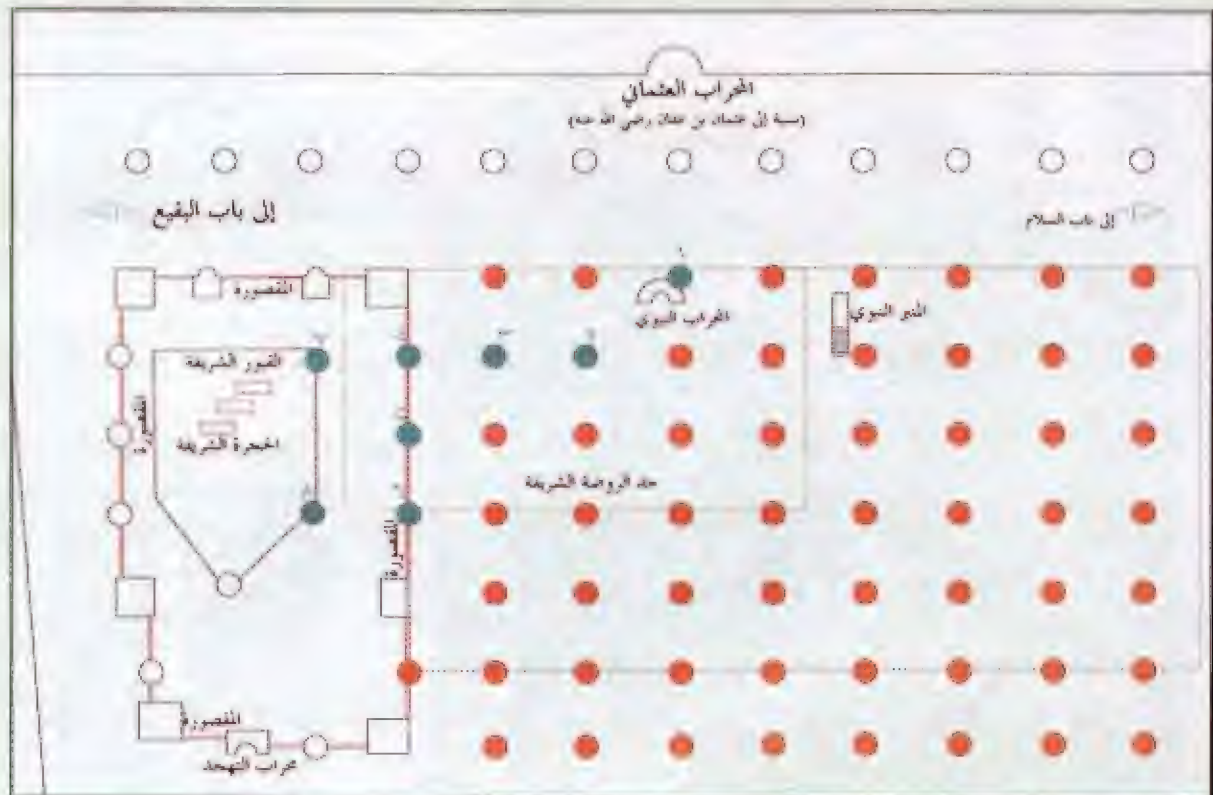 المحراب العثماني
(نسبة إلى عثمان بن عفان رضي الله عنه)
إلى باب البقيع
إلى باب السلام
المقصورة
المحراب النبوي
المنبر النبوي
القبور الشريفة
المقصورة
الحجرة الشريفة
حد الروضة الشريفة
المقصورة
المقصورة
محراب التهجد